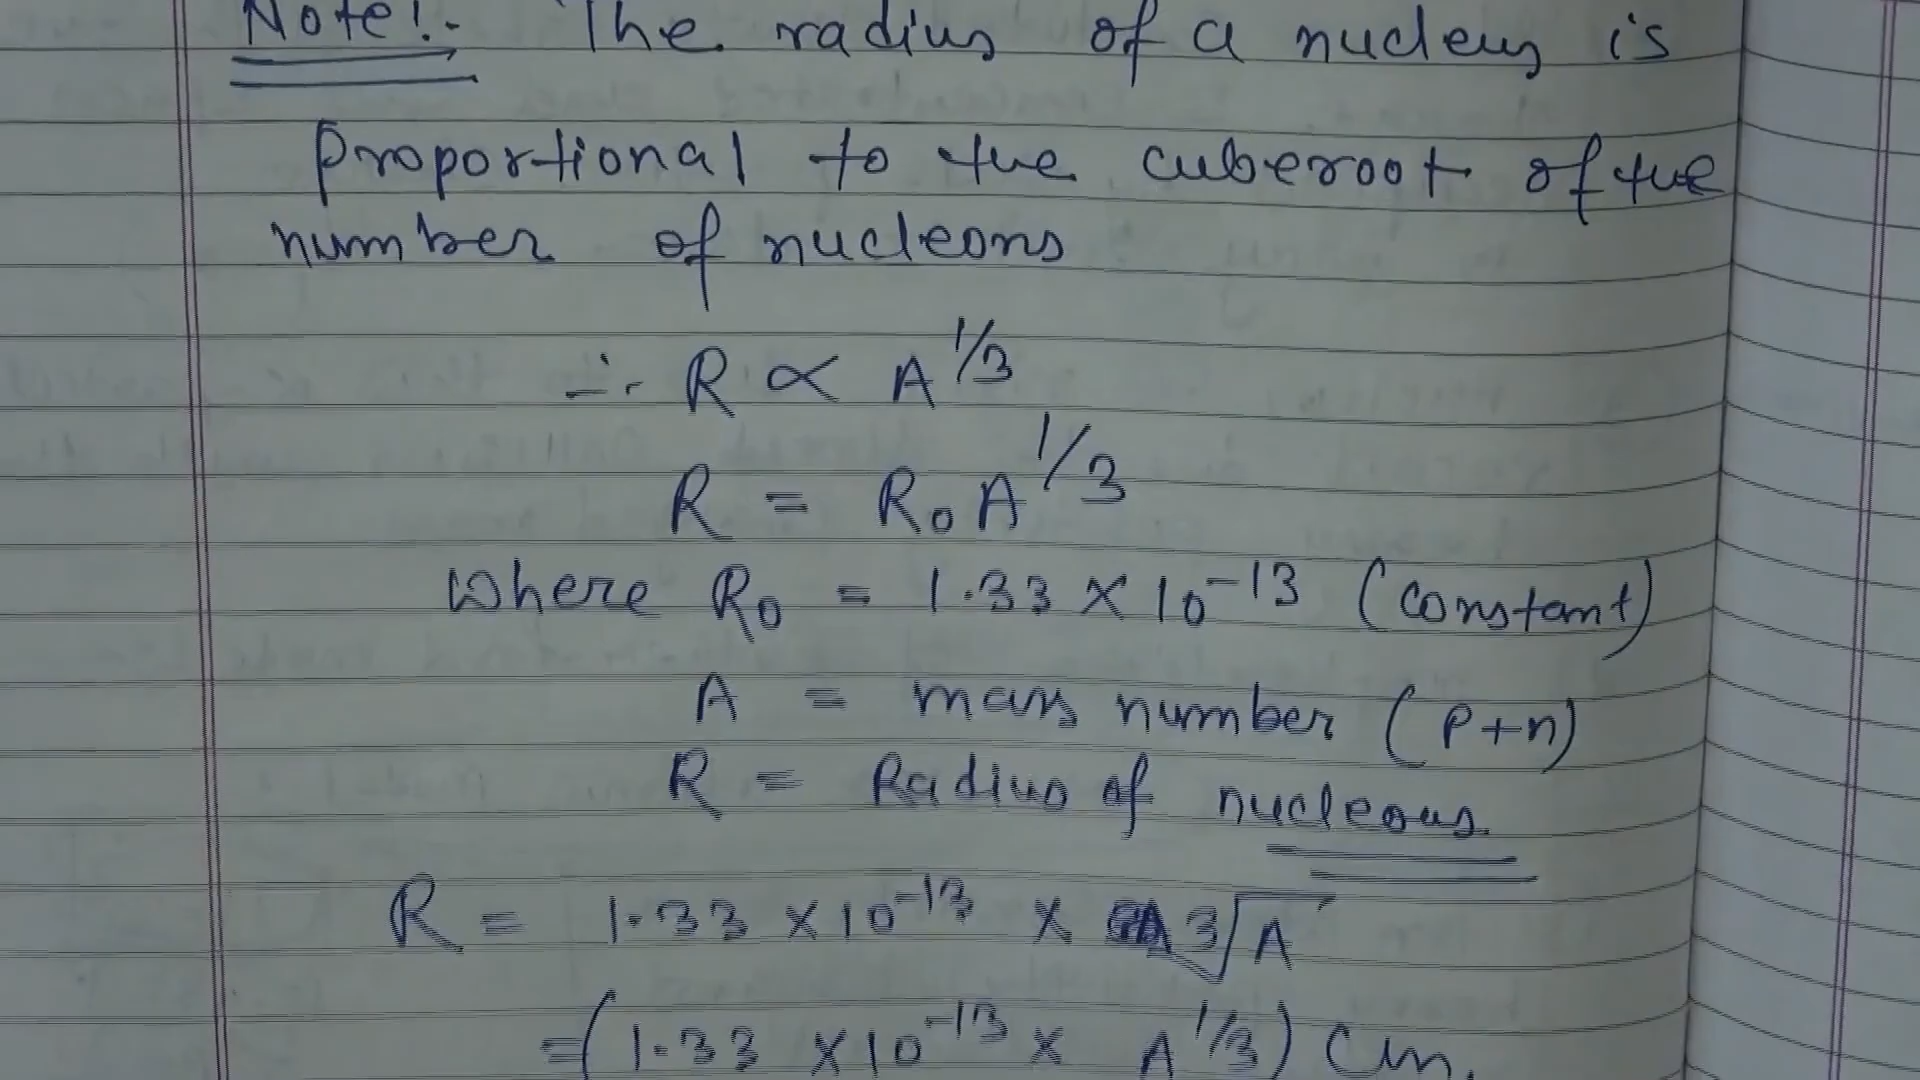 Note:- The radius of a nucleus is
proportional to the cuberoot of the
number of nucleons
∴ R ∝ A^1/3
R = R₀A^1/3
Where R₀ = 1.33 × 10^-13 (constant)
A = mass number (P+n)
R = Radius of nucleous
R = 1.33 × 10^-13 × 3√A
= (1.33 × 10^-13 × A^1/3) cm.